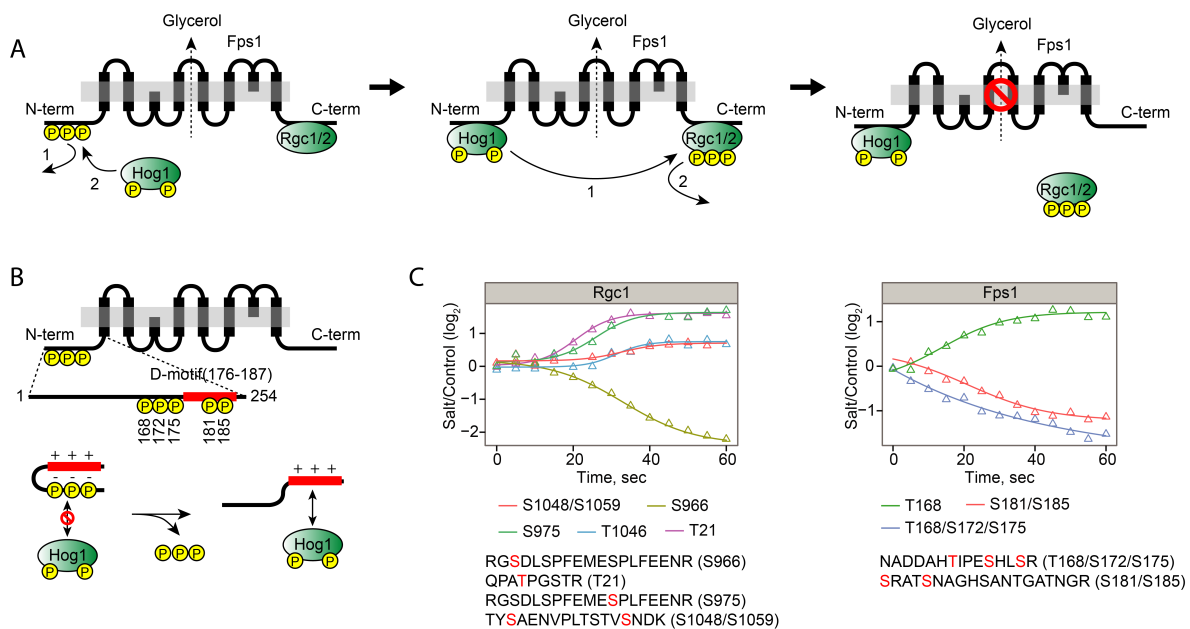 A
Glycerol
Fps1
N-term
C-term
P P P
Rgc1/2
1
2
Hog1
P P
Glycerol
Fps1
N-term
C-term
Hog1
P P
Rgc1/2
P P P
1
2
Glycerol
Fps1
N-term
C-term
Hog1
P P
Rgc1/2
P P P
B
N-term
C-term
P P P
D-motif(176-187)
1
254
P P P P P
168 172 175 181 185
+ + +
- - -
P P P
Hog1
P P
P P P
+ + +
Hog1
P P
C
Rgc1
Salt/Control (log2)
1
0
−1
−2
0 20 40 60
Time, sec
S1048/S1059 S966
S975 T1046 T21
RGSDLSPFEMESPLFEENR (S966)
QPATPGSTR (T21)
RGSDLSPFEMESPLFEENR (S975)
TYSAENVPLTSTVSNDK (S1048/S1059)
Fps1
Salt/Control (log2)
1
0
−1
0 20 40 60
Time, sec
T168 S181/S185
T168/S172/S175
NADDAHTIPESHLSR (T168/S172/S175)
SRATSNAGHSANTGATNGR (S181/S185)